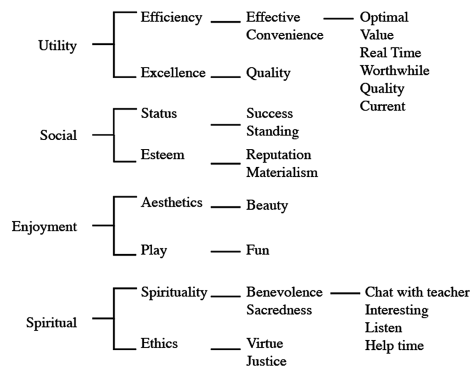 Utility
Efficiency
Effective
Convenience
Optimal
Value
Real Time
Worthwhile
Quality
Current
Excellence
Quality
Social
Status
Success
Standing
Esteem
Reputation
Materialism
Enjoyment
Aesthetics
Beauty
Play
Fun
Spiritual
Spirituality
Benevolence
Sacredness
Chat with teacher
Interesting
Listen
Help time
Ethics
Virtue
Justice